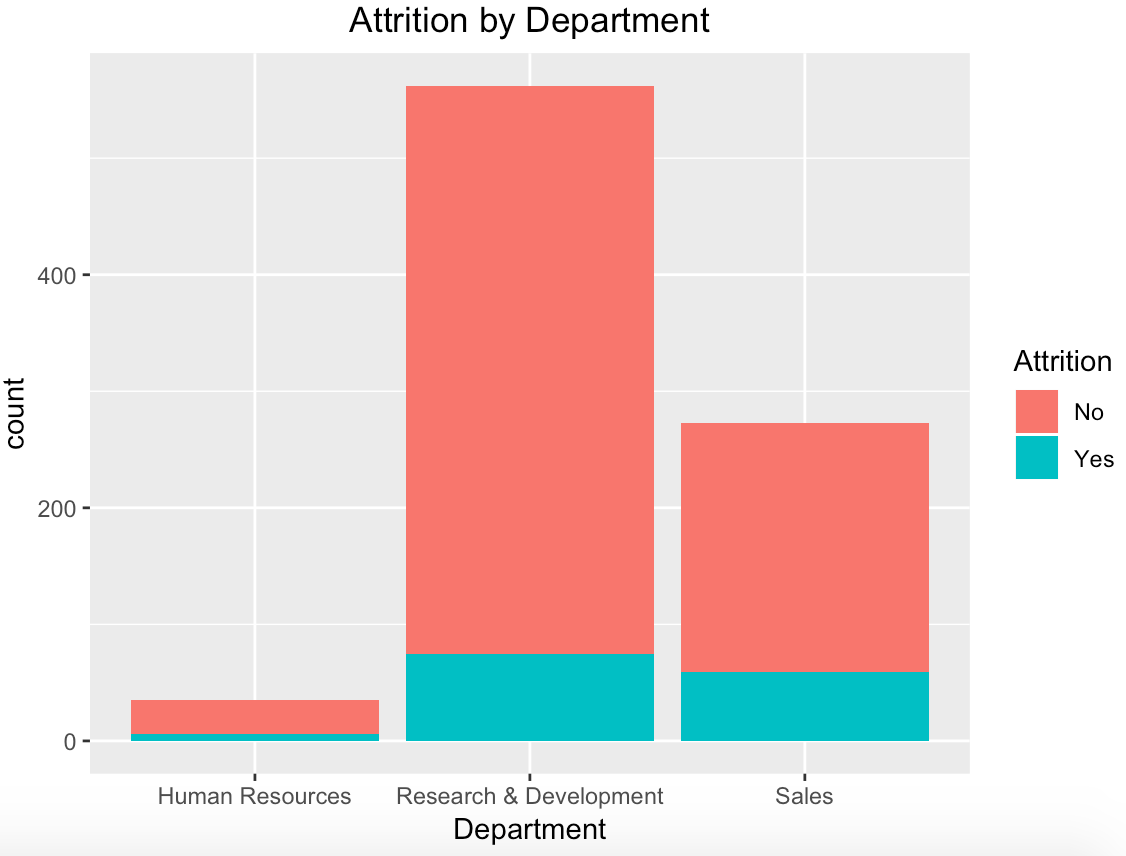 Attrition by Department
count
400
200
0
Human Resources
Research & Development
Sales
Department
Attrition
No
Yes